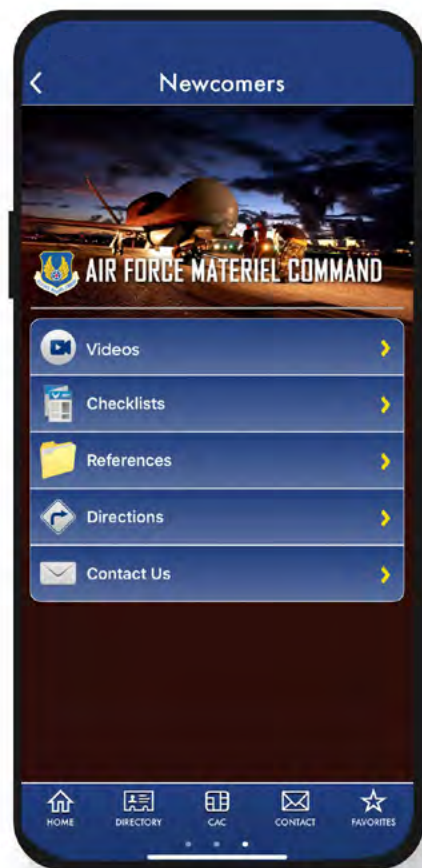 Newcomers
AIR FORCE MATERIEL COMMAND
Videos
Checklists
References
Directions
Contact Us
HOME DIRECTORY CAC CONTACT FAVORITES